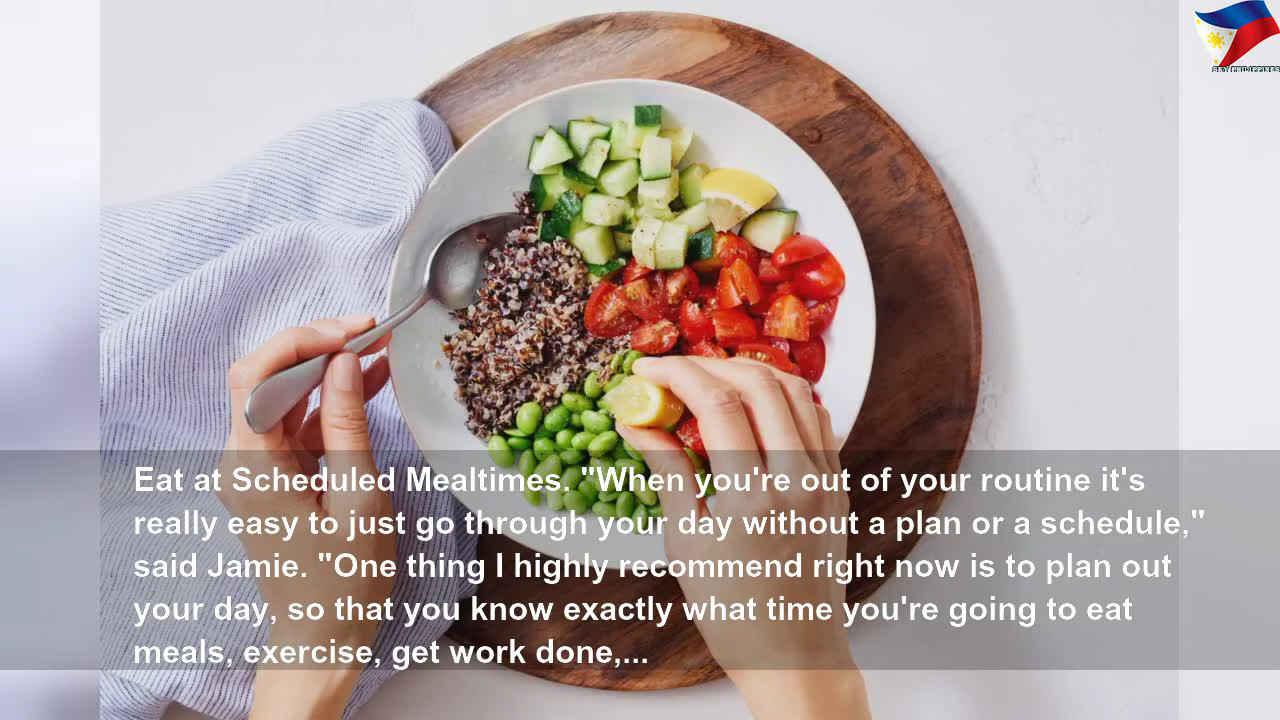 SKYPHILIPPINES
Eat at Scheduled Mealtimes. "When you're out of your routine it's
really easy to just go through your day without a plan or a schedule,"
said Jamie. "One thing I highly recommend right now is to plan out
your day, so that you know exactly what time you're going to eat
meals, exercise, get work done,...